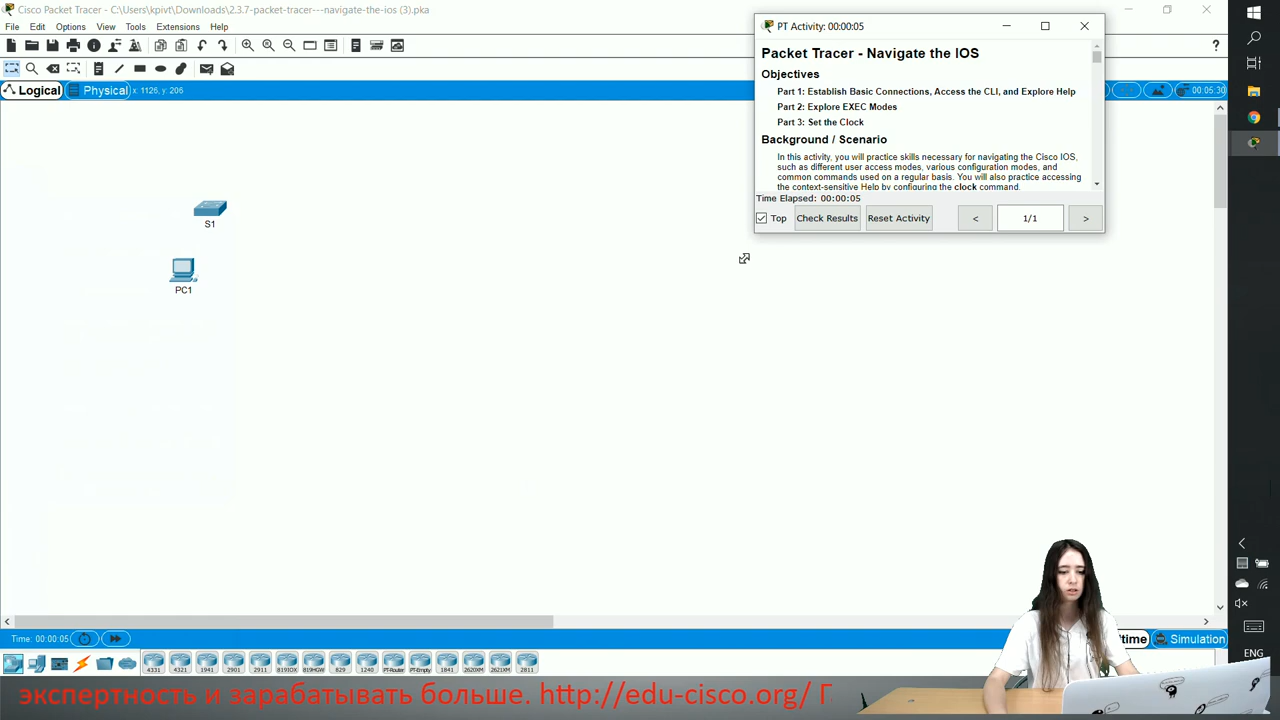 Cisco Packet Tracer - C:\Users\kpivt\Downloads\2.3.7-packet-tracer---navigate-the-ios (3).pka
File Edit Options View Tools Extensions Help
?
Logical Physical x: 1126, y: 206
00:05:30
S1
PC1
PT Activity: 00:00:05
Packet Tracer - Navigate the IOS
Objectives
Part 1: Establish Basic Connections, Access the CLI, and Explore Help
Part 2: Explore EXEC Modes
Part 3: Set the Clock
Background / Scenario
In this activity, you will practice skills necessary for navigating the Cisco IOS,
such as different user access modes, various configuration modes, and
common commands used on a regular basis. You will also practice accessing
the context-sensitive Help by configuring the clock command.
Time Elapsed: 00:00:05
Top Check Results Reset Activity < 1/1 >
Time: 00:00:05
time Simulation
4331 4321 1941 2901 2911 819IOX 819HGW 829 1240 PT-Router PT-Empty 1841 2620XM 2621XM 2811
ENG
экспертность и зарабатывать больше. http://edu-cisco.org/ Г